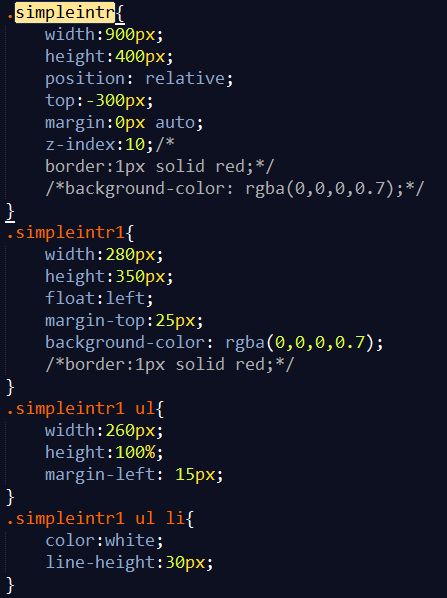 .simpleintr{
width:900px;
height:400px;
position: relative;
top:-300px;
margin:0px auto;
z-index:10;/*
border:1px solid red;*/
/*background-color: rgba(0,0,0,0.7);*/
}
.simpleintr1{
width:280px;
height:350px;
float:left;
margin-top:25px;
background-color: rgba(0,0,0,0.7);
/*border:1px solid red;*/
}
.simpleintr1 ul{
width:260px;
height:100%;
margin-left: 15px;
}
.simpleintr1 ul li{
color:white;
line-height:30px;
}